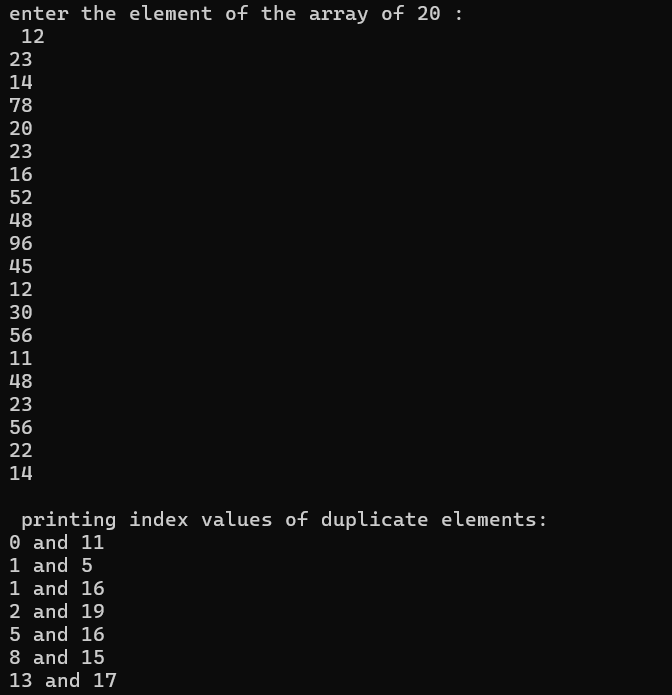 enter the element of the array of 20 :
12
23
14
78
20
23
16
52
48
96
45
12
30
56
11
48
23
56
22
14
printing index values of duplicate elements:
0 and 11
1 and 5
1 and 16
2 and 19
5 and 16
8 and 15
13 and 17